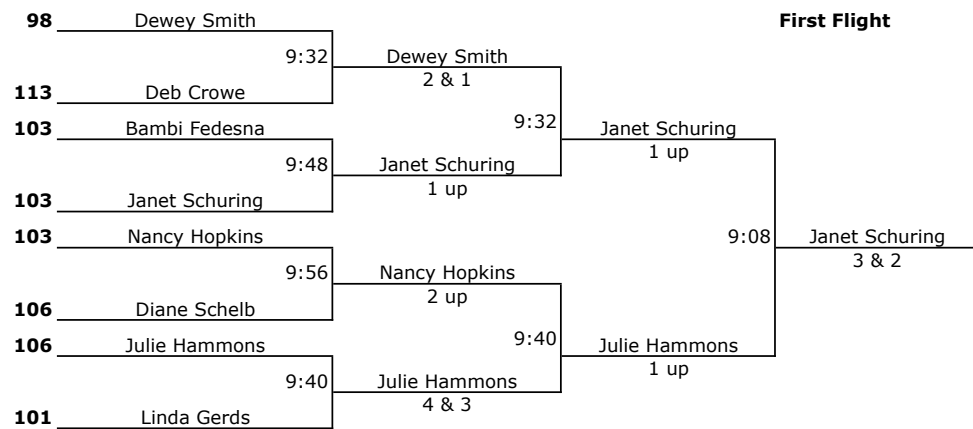 98 Dewey Smith First Flight
9:32 Dewey Smith
2 & 1
113 Deb Crowe
103 Bambi Fedesna 9:32 Janet Schuring
1 up
9:48 Janet Schuring
1 up
103 Janet Schuring
103 Nancy Hopkins 9:08 Janet Schuring
3 & 2
9:56 Nancy Hopkins
2 up
106 Diane Schelb
106 Julie Hammons 9:40 Julie Hammons
1 up
9:40 Julie Hammons
4 & 3
101 Linda Gerds